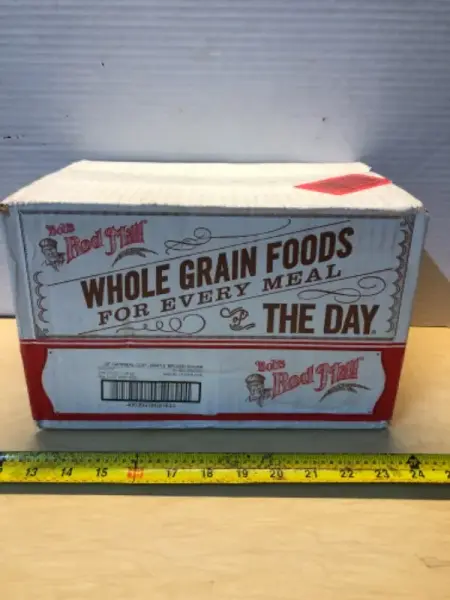 Bob's
Red Mill
WHOLE GRAIN FOODS
FOR EVERY MEAL
OF THE DAY
Bob's
Red Mill
13 14 15 17 18 19 20 21 22 23 24